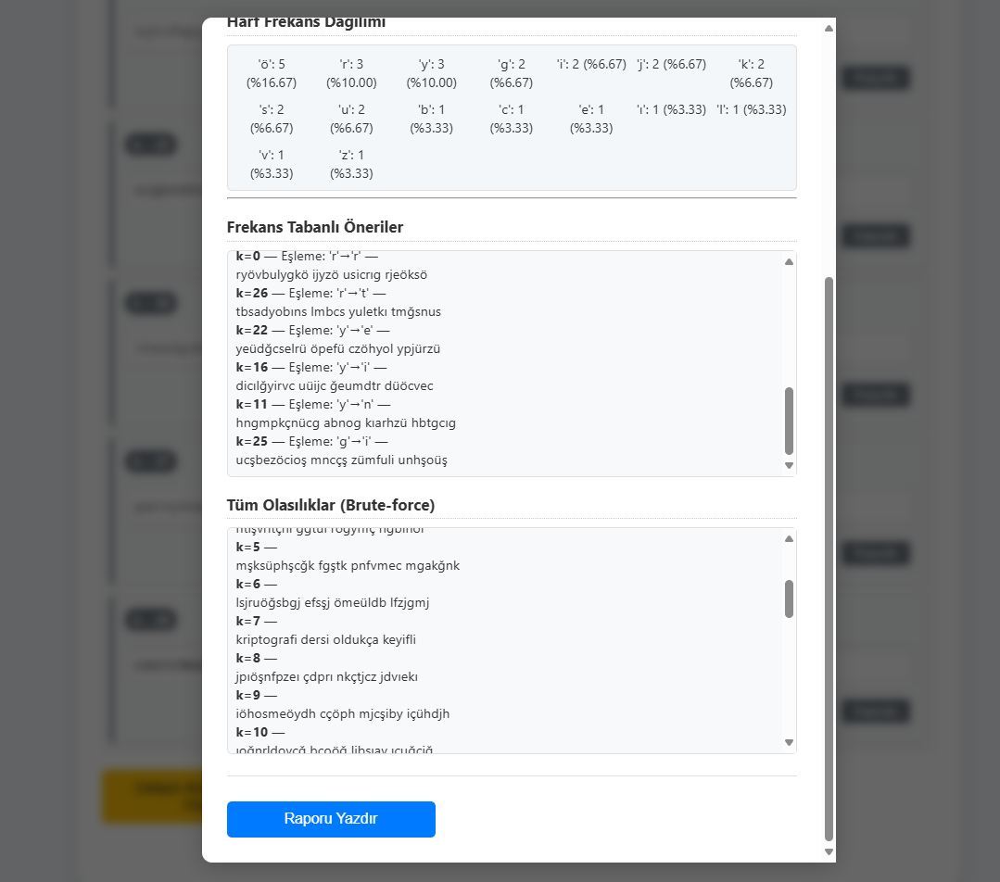 Harf Frekans Dağılımı
'ö': 5 (%16.67)
'r': 3 (%10.00)
'y': 3 (%10.00)
'g': 2 (%6.67)
'i': 2 (%6.67)
'j': 2 (%6.67)
'k': 2 (%6.67)
's': 2 (%6.67)
'u': 2 (%6.67)
'b': 1 (%3.33)
'c': 1 (%3.33)
'e': 1 (%3.33)
'ı': 1 (%3.33)
'l': 1 (%3.33)
'v': 1 (%3.33)
'z': 1 (%3.33)
Frekans Tabanlı Öneriler
k=0 — Eşleme: 'r'→'r' —
ryövbulygkö ijyzö usicrıg rjeöksö
k=26 — Eşleme: 'r'→'t' —
tbsadyobıns lmbcs yuletkı tmğsnus
k=22 — Eşleme: 'y'→'e' —
yeüdğcselrü öpefü czöhyol ypjürzü
k=16 — Eşleme: 'y'→'i' —
dicılğyirvc uüijc ğeumdtr düöcvec
k=11 — Eşleme: 'y'→'n' —
hngmpkçnücg abnog kıarhzü hbtgcıg
k=25 — Eşleme: 'g'→'i' —
ucşbezöcioş mncçş zümfuli unhşoüş
Tüm Olasılıklar (Brute-force)
k=5 —
mşksüphşcğk fgştk pnfvmec mgakğnk
k=6 —
lsjruöğsbgj efsşj ömeüldb lfzjgmj
k=7 —
kriptografi dersi oldukça keyifli
k=8 —
jpıöşnfpzeı çdprı nkçtjcz jdvıekı
k=9 —
iöhosmeöydh cçöph mjcşiby içühdjh
k=10 —
Raporu Yazdır